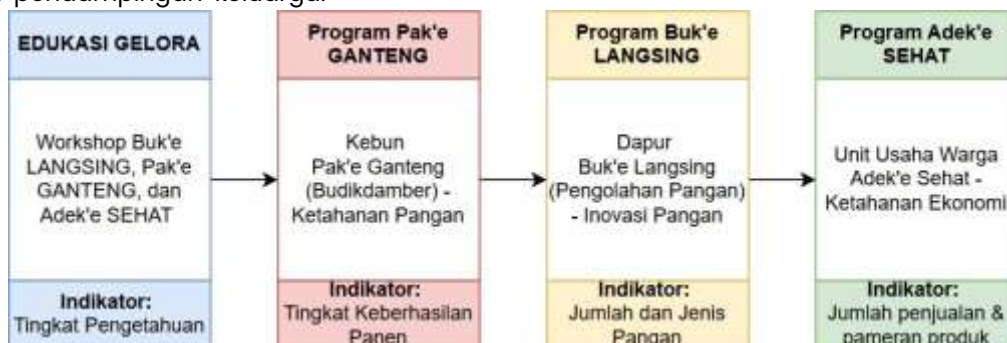 pendampingan keluarga.
EDUKASI GELORA
Workshop Buk'e
LANGSING, Pak'e
GANTENG, dan
Adek'e SEHAT
Indikator:
Tingkat Pengetahuan
Program Pak'e
GANTENG
Kebun
Pak'e Ganteng
(Budikdamber) -
Ketahanan Pangan
Indikator:
Tingkat Keberhasilan
Panen
Program Buk'e
LANGSING
Dapur
Buk'e Langsing
(Pengolahan Pangan)
- Inovasi Pangan
Indikator:
Jumlah dan Jenis
Pangan
Program Adek'e
SEHAT
Unit Usaha Warga
Adek'e Sehat -
Ketahanan Ekonomi
Indikator:
Jumlah penjualan &
pameran produk